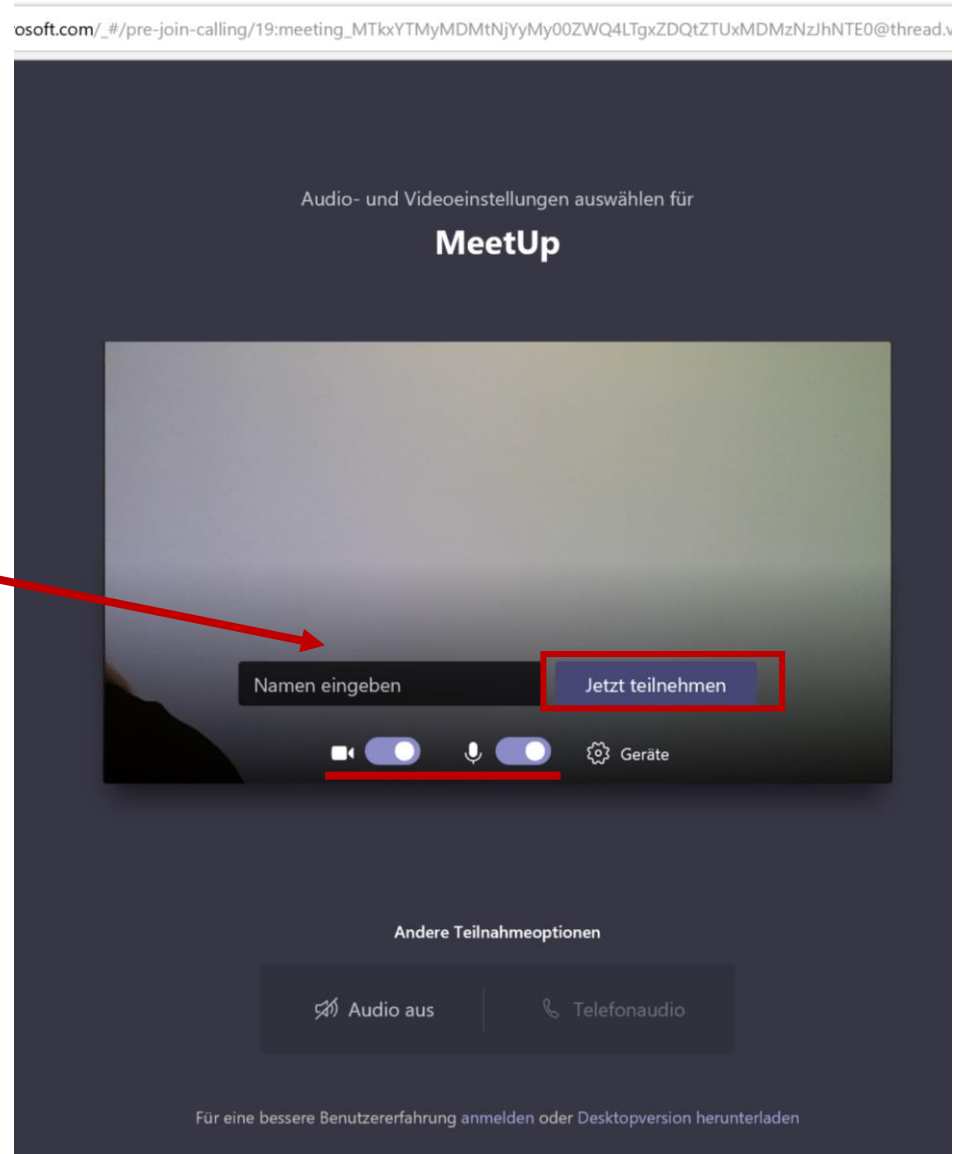 osoft.com/_#/pre-join-calling/19:meeting_MTkxYTMyMDMtNjYyMy00ZWQ4LTgxZDQtZTUxMDMzNzJhNTE0@thread.v
Audio- und Videoeinstellungen auswählen für
MeetUp
Namen eingeben Jetzt teilnehmen
Geräte
Andere Teilnahmeoptionen
Audio aus Telefonaudio
Für eine bessere Benutzererfahrung anmelden oder Desktopversion herunterladen